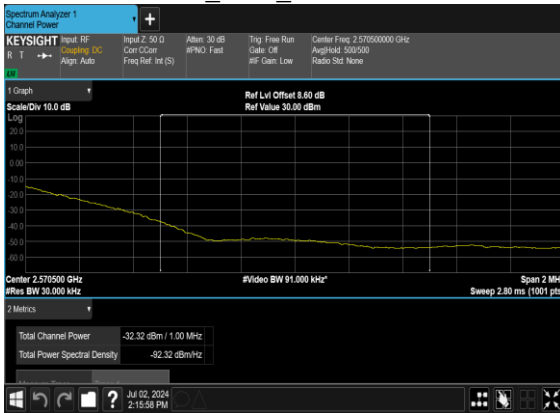 Spectrum Analyzer 1
Channel Power
+
KEYSIGHT
R T
LW
Input: RF
Coupling: DC
Align: Auto
Input Z: 50 Ω
Corr CCorr
Freq Ref: Int (S)
Atten: 30 dB
#PNO: Fast
Trig: Free Run
Gate: Off
#IF Gain: Low
Center Freq: 2.570500000 GHz
Avg|Hold: 500/500
Radio Std: None
1 Graph
Scale/Div 10.0 dB
Ref Lvl Offset 8.60 dB
Ref Value 30.00 dBm
Log
20.0
10.0
0.00
-10.0
-20.0
-30.0
-40.0
-50.0
-60.0
Center 2.570500 GHz
#Res BW 30.000 kHz
#Video BW 91.000 kHz*
Span 2 MH
Sweep 2.80 ms (1001 pts
2 Metrics
Total Channel Power -32.32 dBm / 1.00 MHz
Total Power Spectral Density -92.32 dBm/Hz
?
Jul 02, 2024
2:15:58 PM